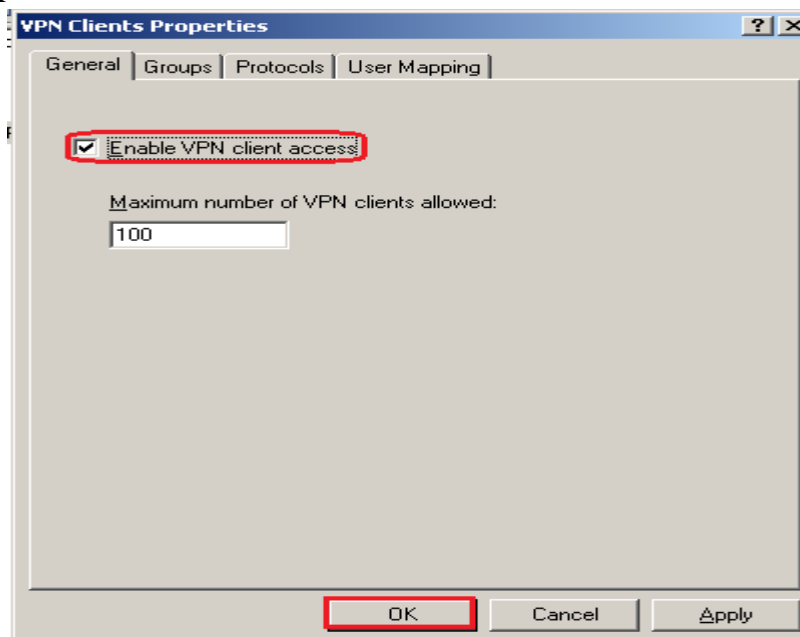 VPN Clients Properties
General Groups Protocols User Mapping
Enable VPN client access
Maximum number of VPN clients allowed:
100
OK Cancel Apply